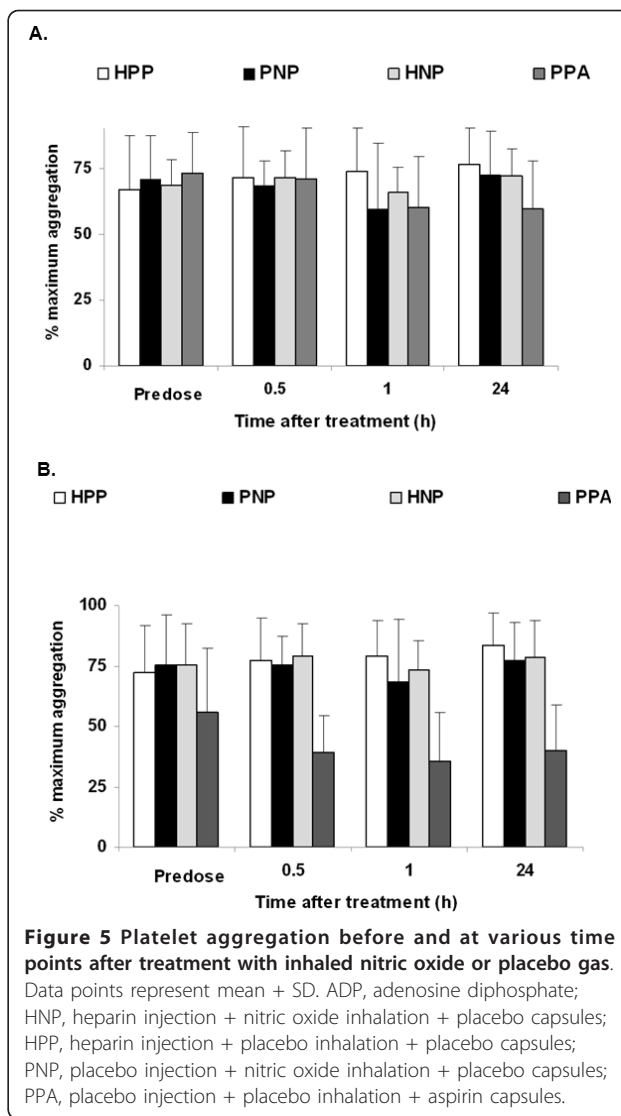 A.
HPP PNP HNP PPA
% maximum aggregation
75
50
25
0
Predose 0.5 1 24
Time after treatment (h)
B.
HPP PNP HNP PPA
% maximum aggregation
100
75
50
25
0
Predose 0.5 1 24
Time after treatment (h)
Figure 5 Platelet aggregation before and at various time
points after treatment with inhaled nitric oxide or placebo gas.
Data points represent mean + SD. ADP, adenosine diphosphate;
HNP, heparin injection + nitric oxide inhalation + placebo capsules;
HPP, heparin injection + placebo inhalation + placebo capsules;
PNP, placebo injection + nitric oxide inhalation + placebo capsules;
PPA, placebo injection + placebo inhalation + aspirin capsules.